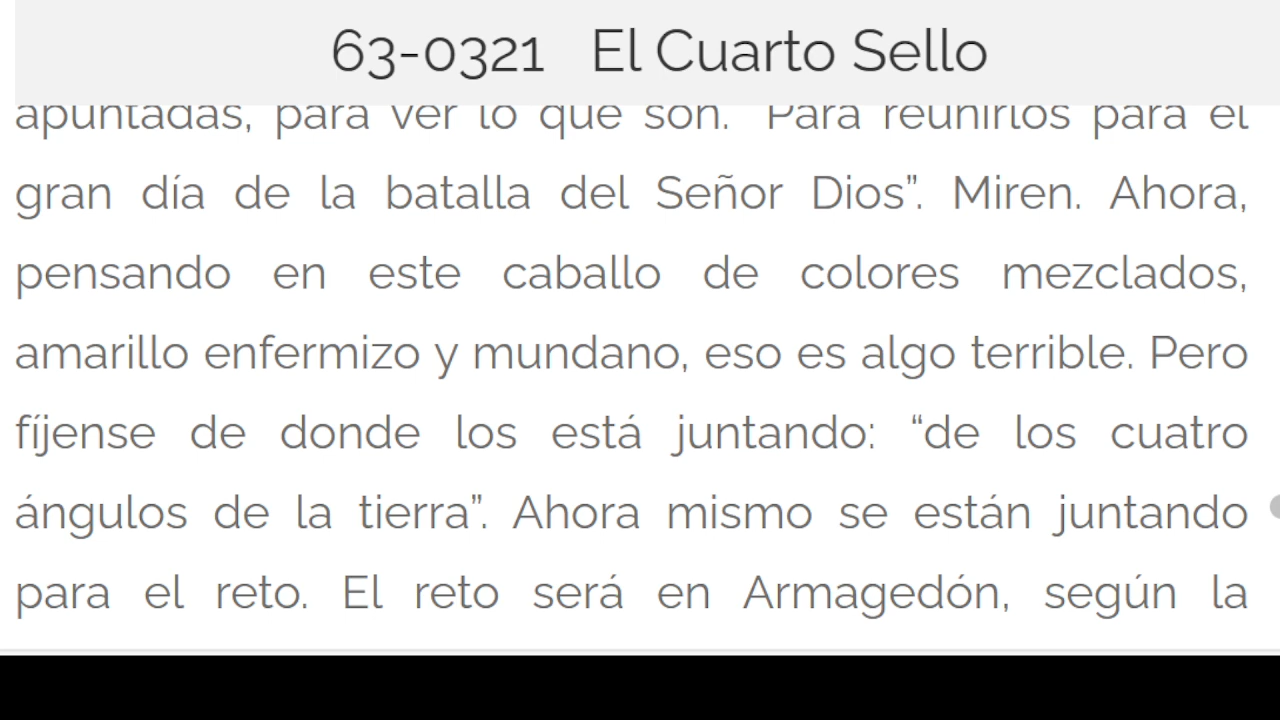 63-0321 El Cuarto Sello
apuntadas, para ver lo que son. "Para reunirlos para el
gran día de la batalla del Señor Dios”. Miren. Ahora,
pensando en este caballo de colores mezclados,
amarillo enfermizo y mundano, eso es algo terrible. Pero
fíjense de donde los está juntando: “de los cuatro
ángulos de la tierra”. Ahora mismo se están juntando
para el reto. El reto será en Armagedón, según la